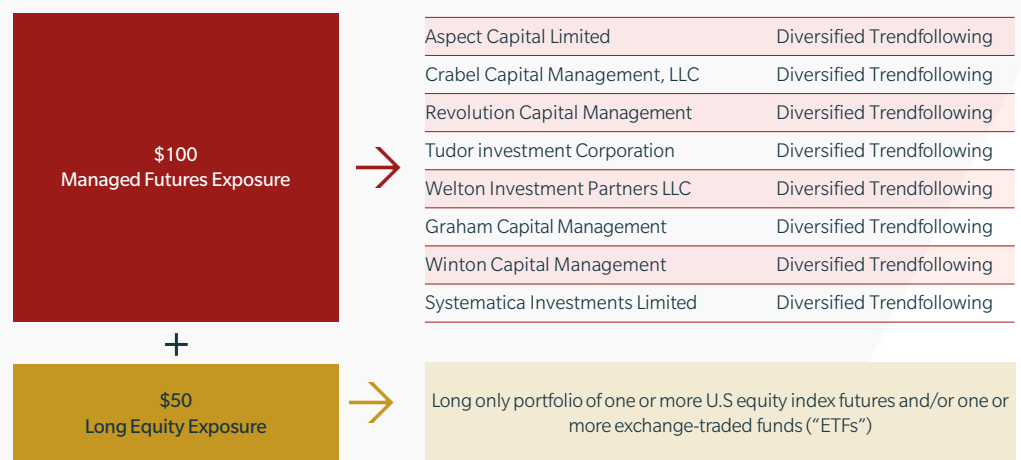 $100
Managed Futures Exposure
Aspect Capital Limited Diversified Trendfollowing
Crabel Capital Management, LLC Diversified Trendfollowing
Revolution Capital Management Diversified Trendfollowing
Tudor investment Corporation Diversified Trendfollowing
Welton Investment Partners LLC Diversified Trendfollowing
Graham Capital Management Diversified Trendfollowing
Winton Capital Management Diversified Trendfollowing
Systematica Investments Limited Diversified Trendfollowing
+
$50
Long Equity Exposure
Long only portfolio of one or more U.S equity index futures and/or one or
more exchange-traded funds (“ETFs”)